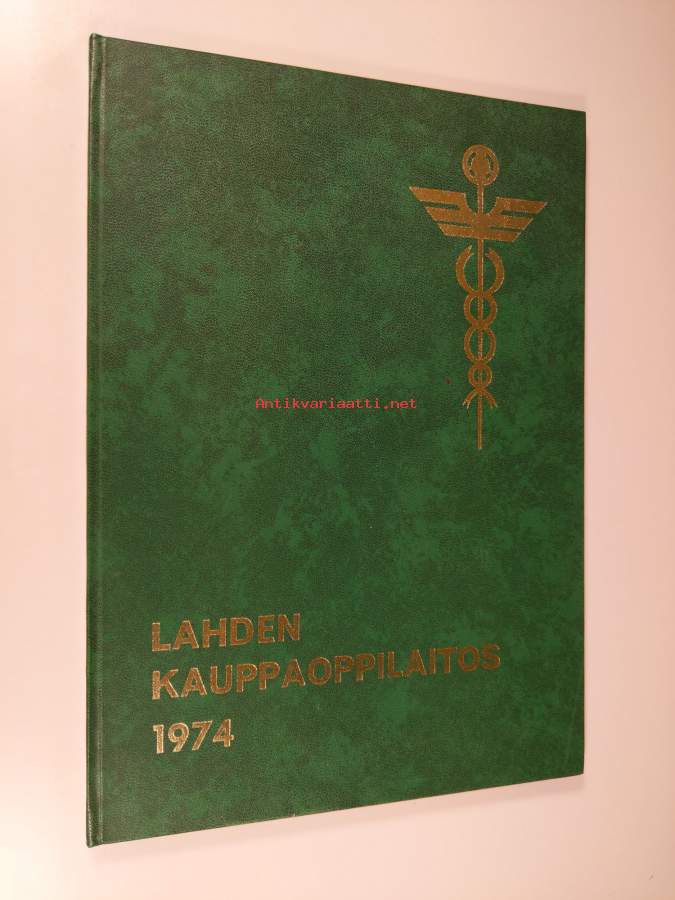 Antikvariaatti.net
LAHDEN
KAUPPAOPPILAITOS
1974